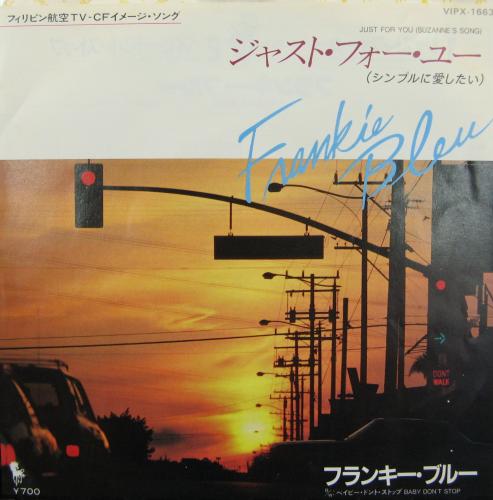 フィリピン航空TV-CFイメージ・ソング
VIPX-1663
JUST FOR YOU (SUZANNE'S SONG)
ジャスト・フォー・ユー
(シンプルに愛したい)
Frankie
Bleu
DONT
WALK
フランキー・ブルー
ベイビー・ドント・ストップ BABY DON'T STOP
¥700